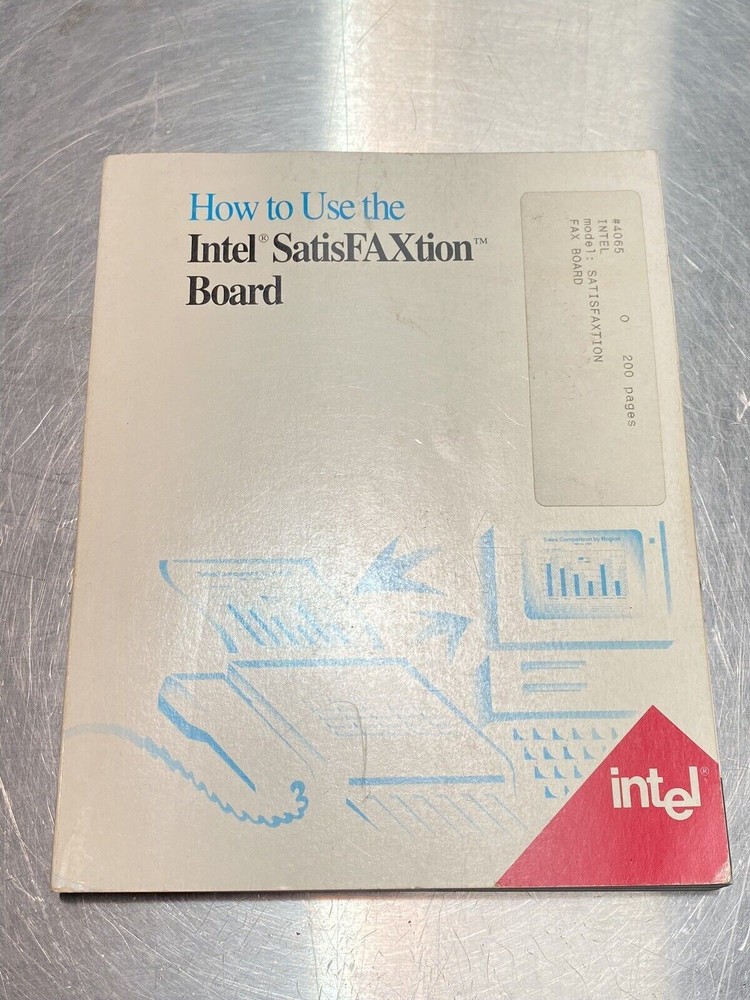 How to Use the
Intel® SatisFAXtion™
Board
#4065 O 200 pages
INTEL
model: SATISFAXTION
FAX BOARD
Sales Comparison by Region
intel®